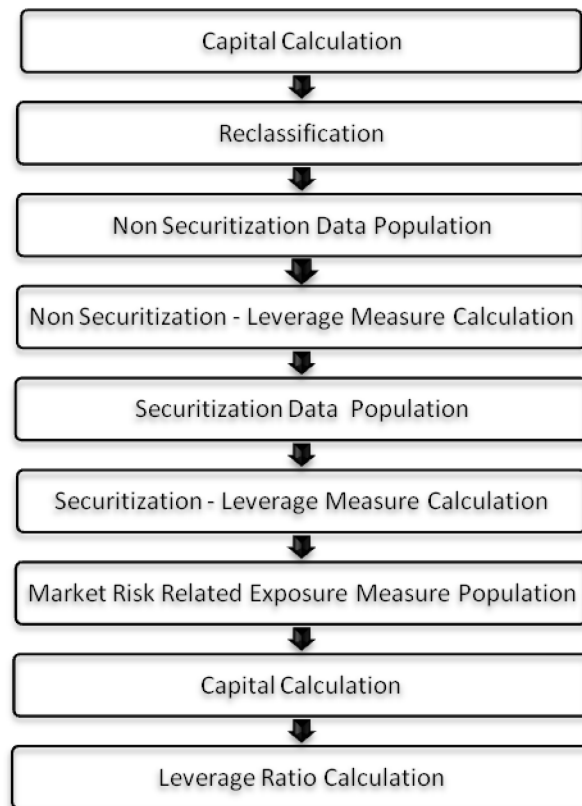 Capital Calculation
Reclassification
Non Securitization Data Population
Non Securitization - Leverage Measure Calculation
Securitization Data Population
Securitization - Leverage Measure Calculation
Market Risk Related Exposure Measure Population
Capital Calculation
Leverage Ratio Calculation